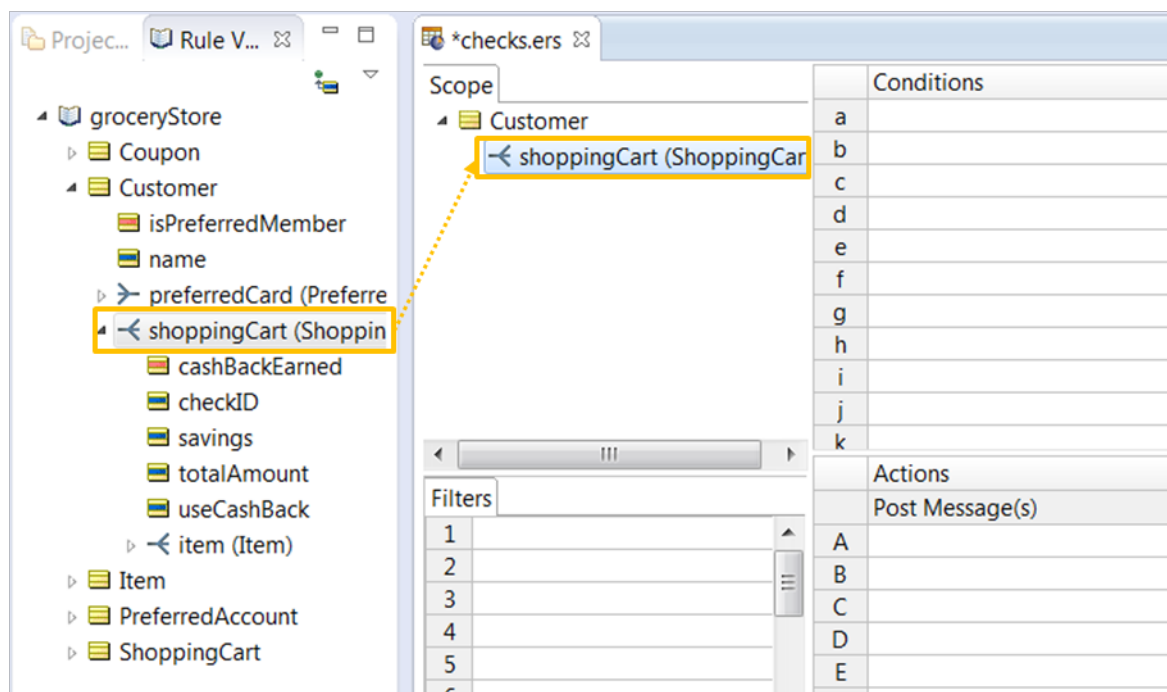 Projec...
Rule V...
groceryStore
Coupon
Customer
isPreferredMember
name
preferredCard (Preferre
shoppingCart (Shoppin
cashBackEarned
checkID
savings
totalAmount
useCashBack
item (Item)
Item
PreferredAccount
ShoppingCart
*checks.ers
Scope
Customer
shoppingCart (ShoppingCar
Filters
1
2
3
4
5
Conditions
a
b
c
d
e
f
g
h
i
j
k
Actions
Post Message(s)
A
B
C
D
E